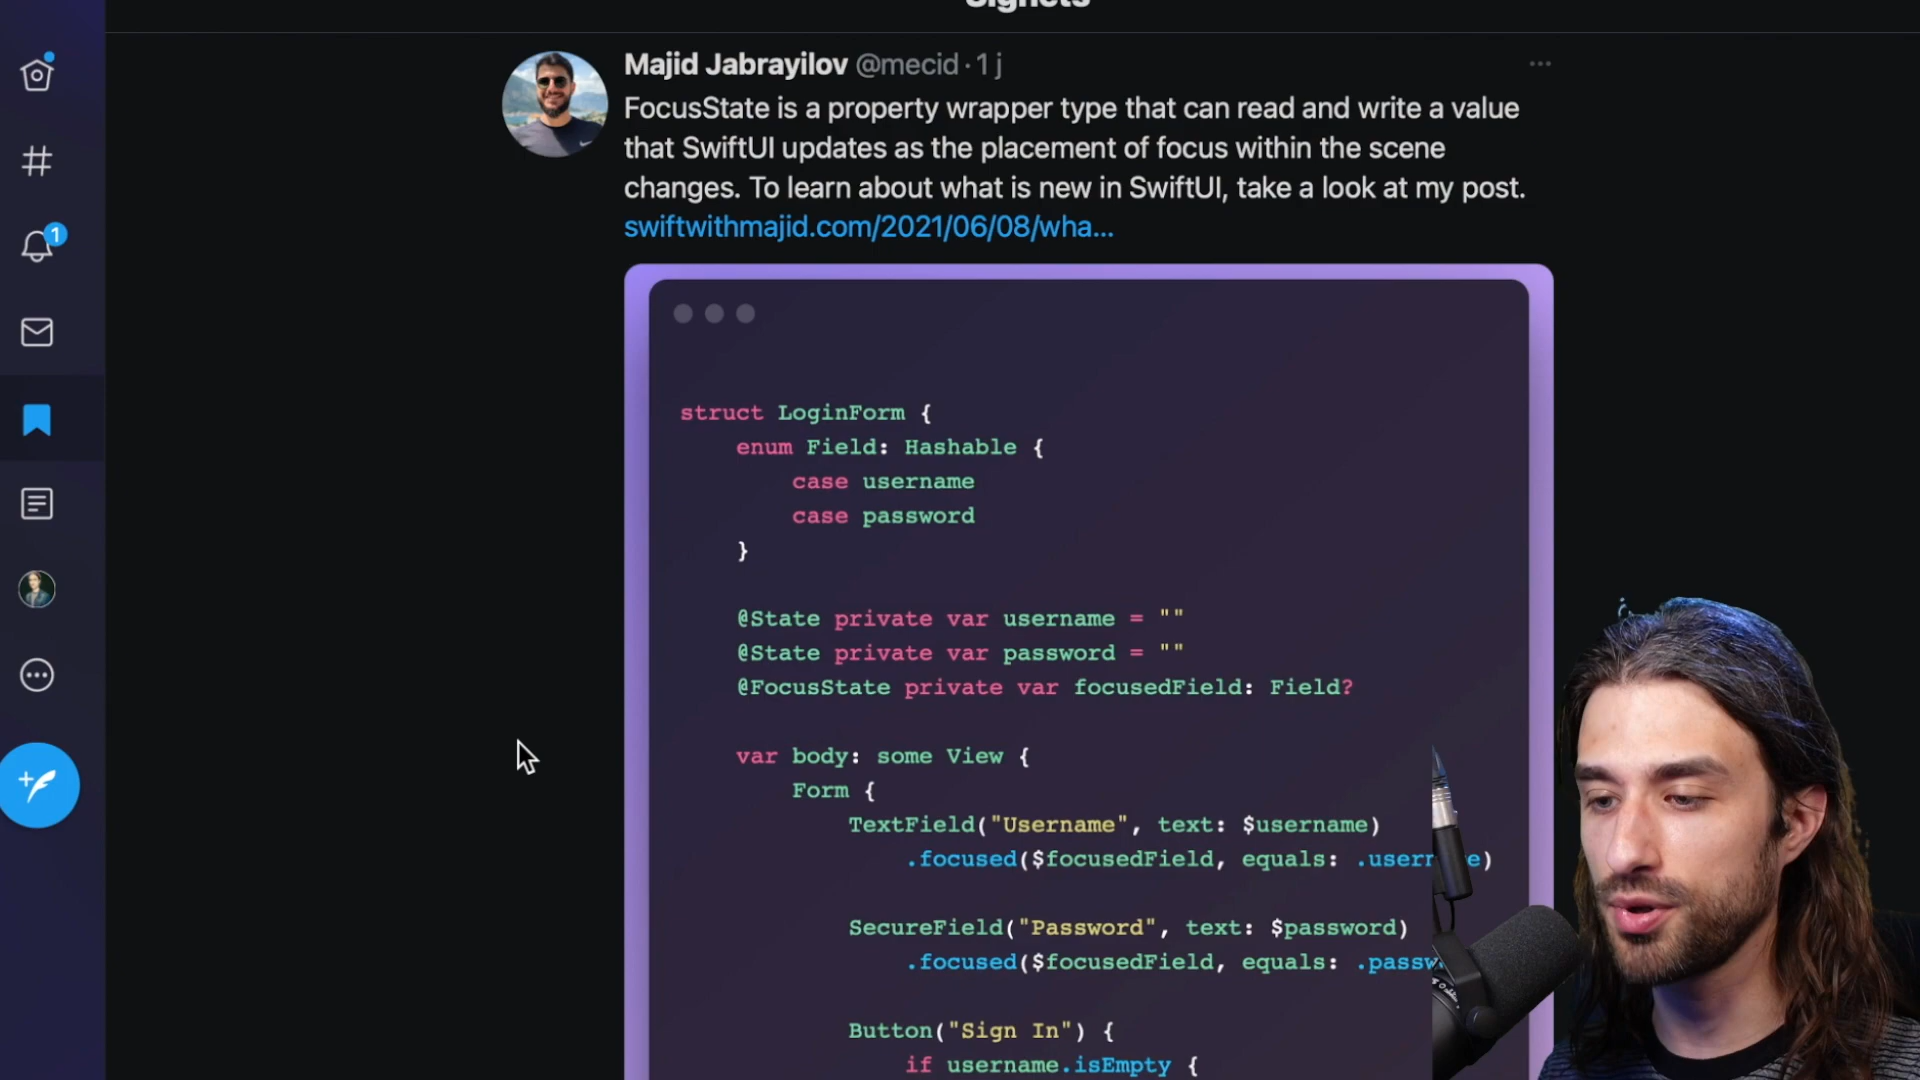 Signets
Majid Jabrayilov @mecid · 1 j
FocusState is a property wrapper type that can read and write a value
that SwiftUI updates as the placement of focus within the scene
changes. To learn about what is new in SwiftUI, take a look at my post.
swiftwithmajid.com/2021/06/08/wha...
1
struct LoginForm {
enum Field: Hashable {
case username
case password
}
@State private var username = ""
@State private var password = ""
@FocusState private var focusedField: Field?
var body: some View {
Form {
TextField("Username", text: $username)
.focused($focusedField, equals: .usern e)
SecureField("Password", text: $password)
.focused($focusedField, equals: .passw
Button("Sign In") {
if username.isEmpty {